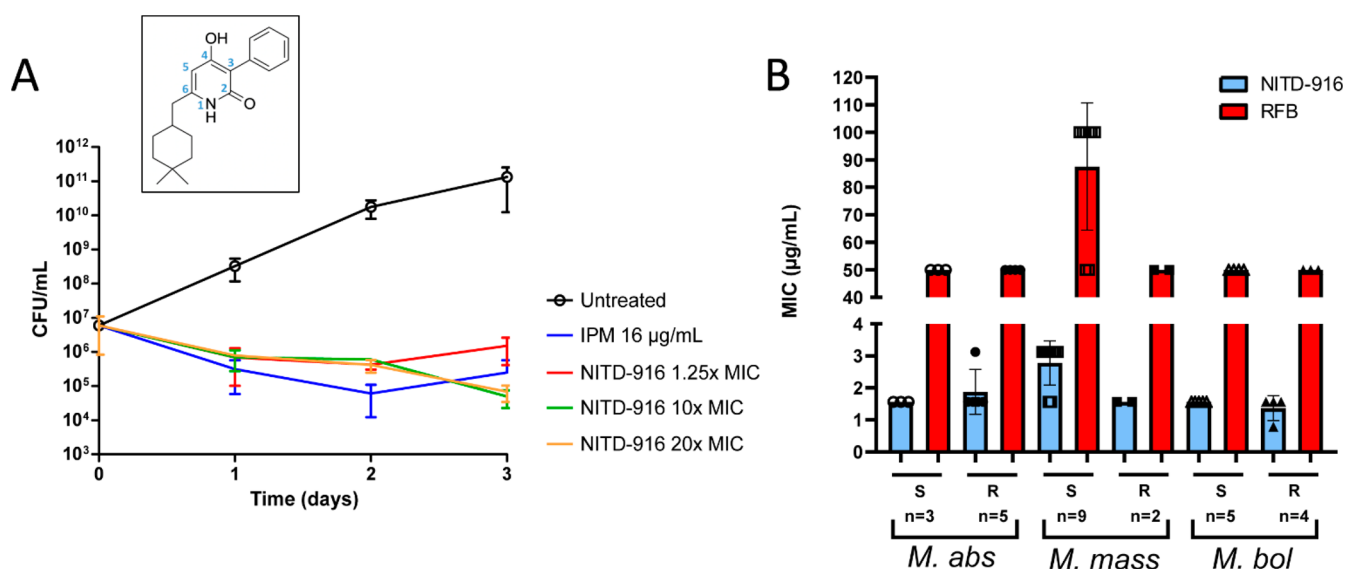 A
OH
4
3
5
6
2
1
N
H
O
CFU/mL
10¹²
10¹¹
10¹⁰
10⁹
10⁸
10⁷
10⁶
10⁵
10⁴
10³
0 1 2 3
Time (days)
Untreated
IPM 16 µg/mL
NITD-916 1.25x MIC
NITD-916 10x MIC
NITD-916 20x MIC
B
NITD-916
RFB
MIC (µg/mL)
120
110
100
90
80
70
60
50
40
4
3
2
1
0
S R S R S R
n=3 n=5 n=9 n=2 n=5 n=4
M. abs M. mass M. bol